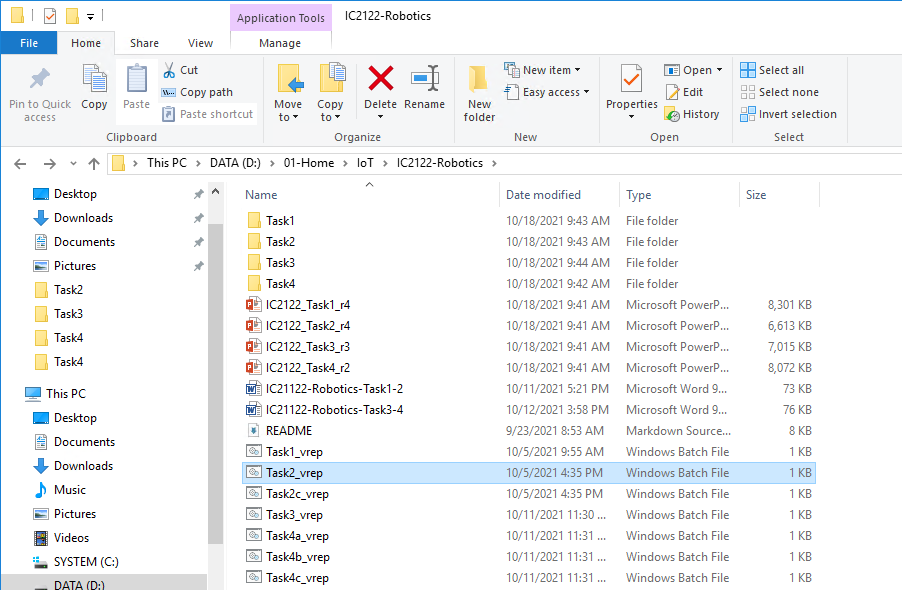 Application Tools IC2122-Robotics
File Home Share View Manage
Pin to Quick access
Copy
Paste
Cut
Copy path
Paste shortcut
Clipboard
Move to
Copy to
Delete
Rename
Organize
New folder
New item
Easy access
New
Properties
Open
Edit
History
Open
Select all
Select none
Invert selection
Select
This PC > DATA (D:) > 01-Home > IoT > IC2122-Robotics >
Desktop
Downloads
Documents
Pictures
Task2
Task3
Task4
Task4
This PC
Desktop
Documents
Downloads
Music
Pictures
Videos
SYSTEM (C:)
DATA (D:)
Name Date modified Type Size
Task1 10/18/2021 9:43 AM File folder
Task2 10/18/2021 9:43 AM File folder
Task3 10/18/2021 9:44 AM File folder
Task4 10/18/2021 9:42 AM File folder
IC2122_Task1_r4 10/18/2021 9:41 AM Microsoft PowerP... 8,301 KB
IC2122_Task2_r4 10/18/2021 9:41 AM Microsoft PowerP... 6,613 KB
IC2122_Task3_r3 10/18/2021 9:41 AM Microsoft PowerP... 7,015 KB
IC2122_Task4_r2 10/18/2021 9:41 AM Microsoft PowerP... 8,072 KB
IC21122-Robotics-Task1-2 10/11/2021 5:21 PM Microsoft Word 9... 73 KB
IC21122-Robotics-Task3-4 10/12/2021 3:58 PM Microsoft Word 9... 76 KB
README 9/23/2021 8:53 AM Markdown Source... 8 KB
Task1_vrep 10/5/2021 9:55 AM Windows Batch File 1 KB
Task2_vrep 10/5/2021 4:35 PM Windows Batch File 1 KB
Task2c_vrep 10/5/2021 4:35 PM Windows Batch File 1 KB
Task3_vrep 10/11/2021 11:30 ... Windows Batch File 1 KB
Task4a_vrep 10/11/2021 11:31 ... Windows Batch File 1 KB
Task4b_vrep 10/11/2021 11:31 ... Windows Batch File 1 KB
Task4c_vrep 10/11/2021 11:31 ... Windows Batch File 1 KB